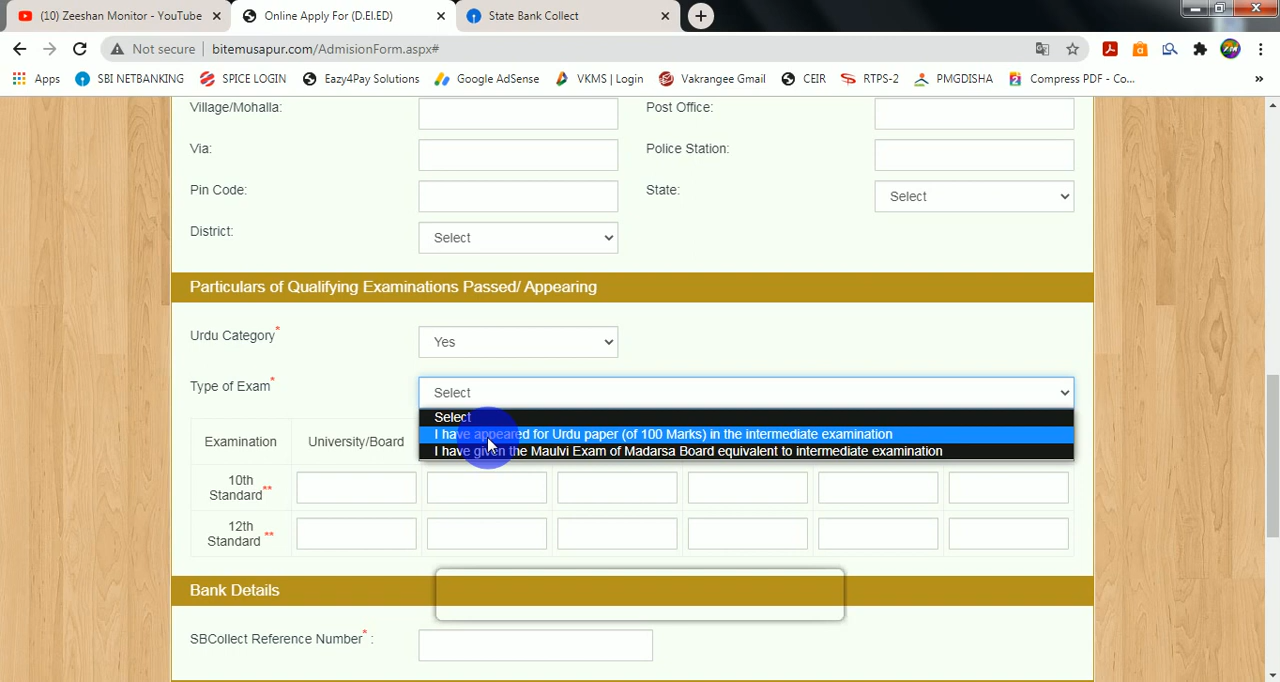 (10) Zeeshan Monitor - YouTube
Online Apply For (D.El.ED)
State Bank Collect
Not secure
bitemusapur.com/AdmisionForm.aspx#
Apps
SBI NETBANKING
SPICE LOGIN
Eazy4Pay Solutions
Google AdSense
VKMS | Login
Vakrangee Gmail
CEIR
RTPS-2
PMGDISHA
Compress PDF - Co...
»
Village/Mohalla:
Post Office:
Via:
Police Station:
Pin Code:
State:
Select
District:
Select
Particulars of Qualifying Examinations Passed/ Appearing
Urdu Category*
Yes
Type of Exam*
Select
Select
I have appeared for Urdu paper (of 100 Marks) in the intermediate examination
I have given the Maulvi Exam of Madarsa Board equivalent to intermediate examination
Examination
University/Board
10th
Standard**
12th
Standard **
Bank Details
SBCollect Reference Number* :